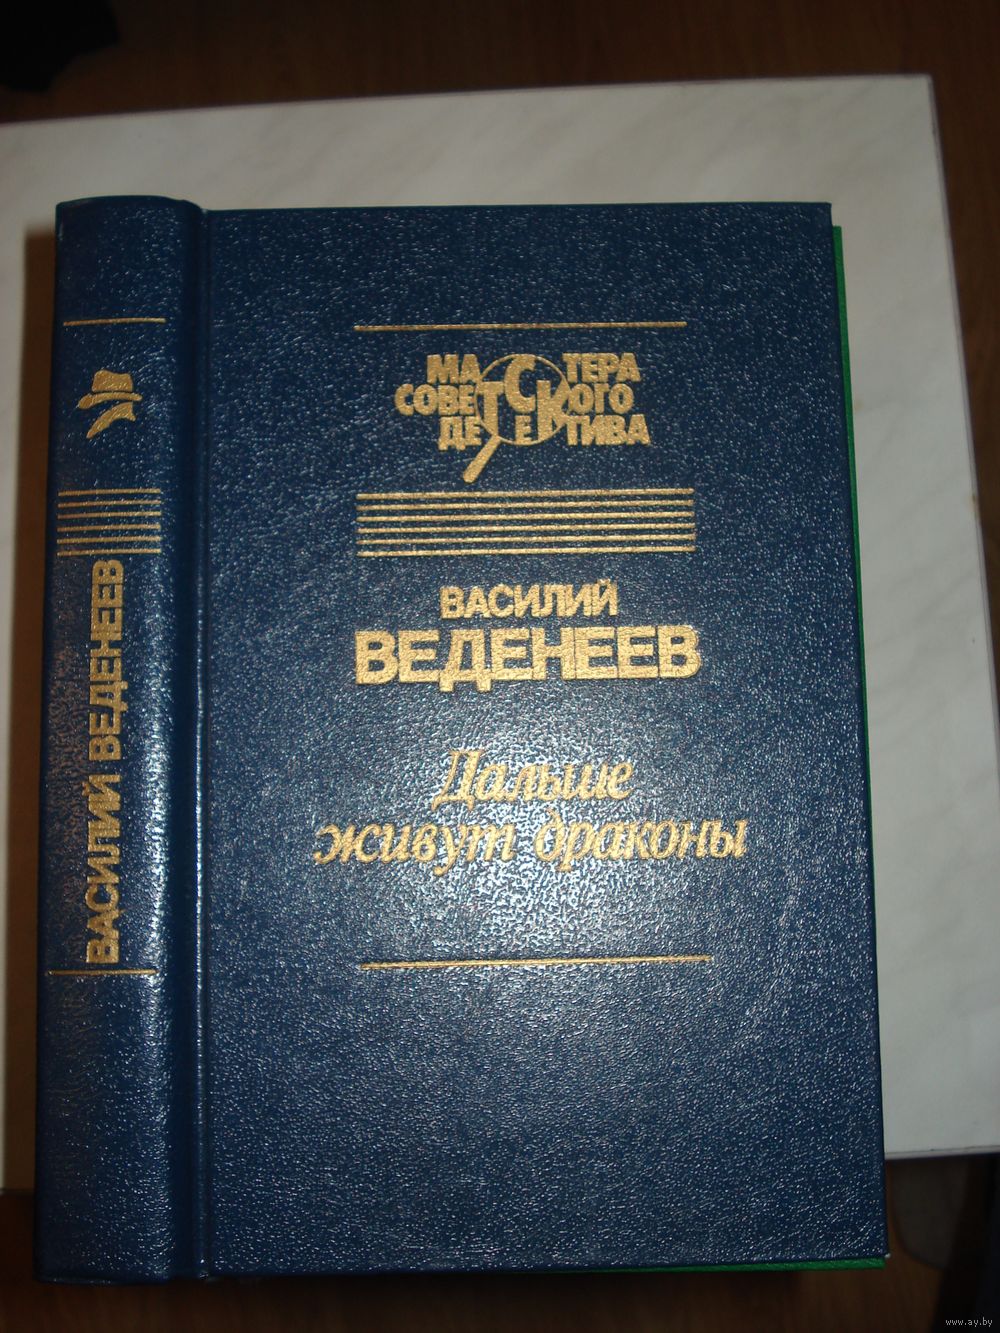 ВАСИЛИЙ ВЕДЕНЕЕВ
МАСТЕРА
СОВЕТСКОГО
ДЕТЕКТИВА
ВАСИЛИЙ
ВЕДЕНЕЕВ
Дальше
живут драконы
www.ay.by